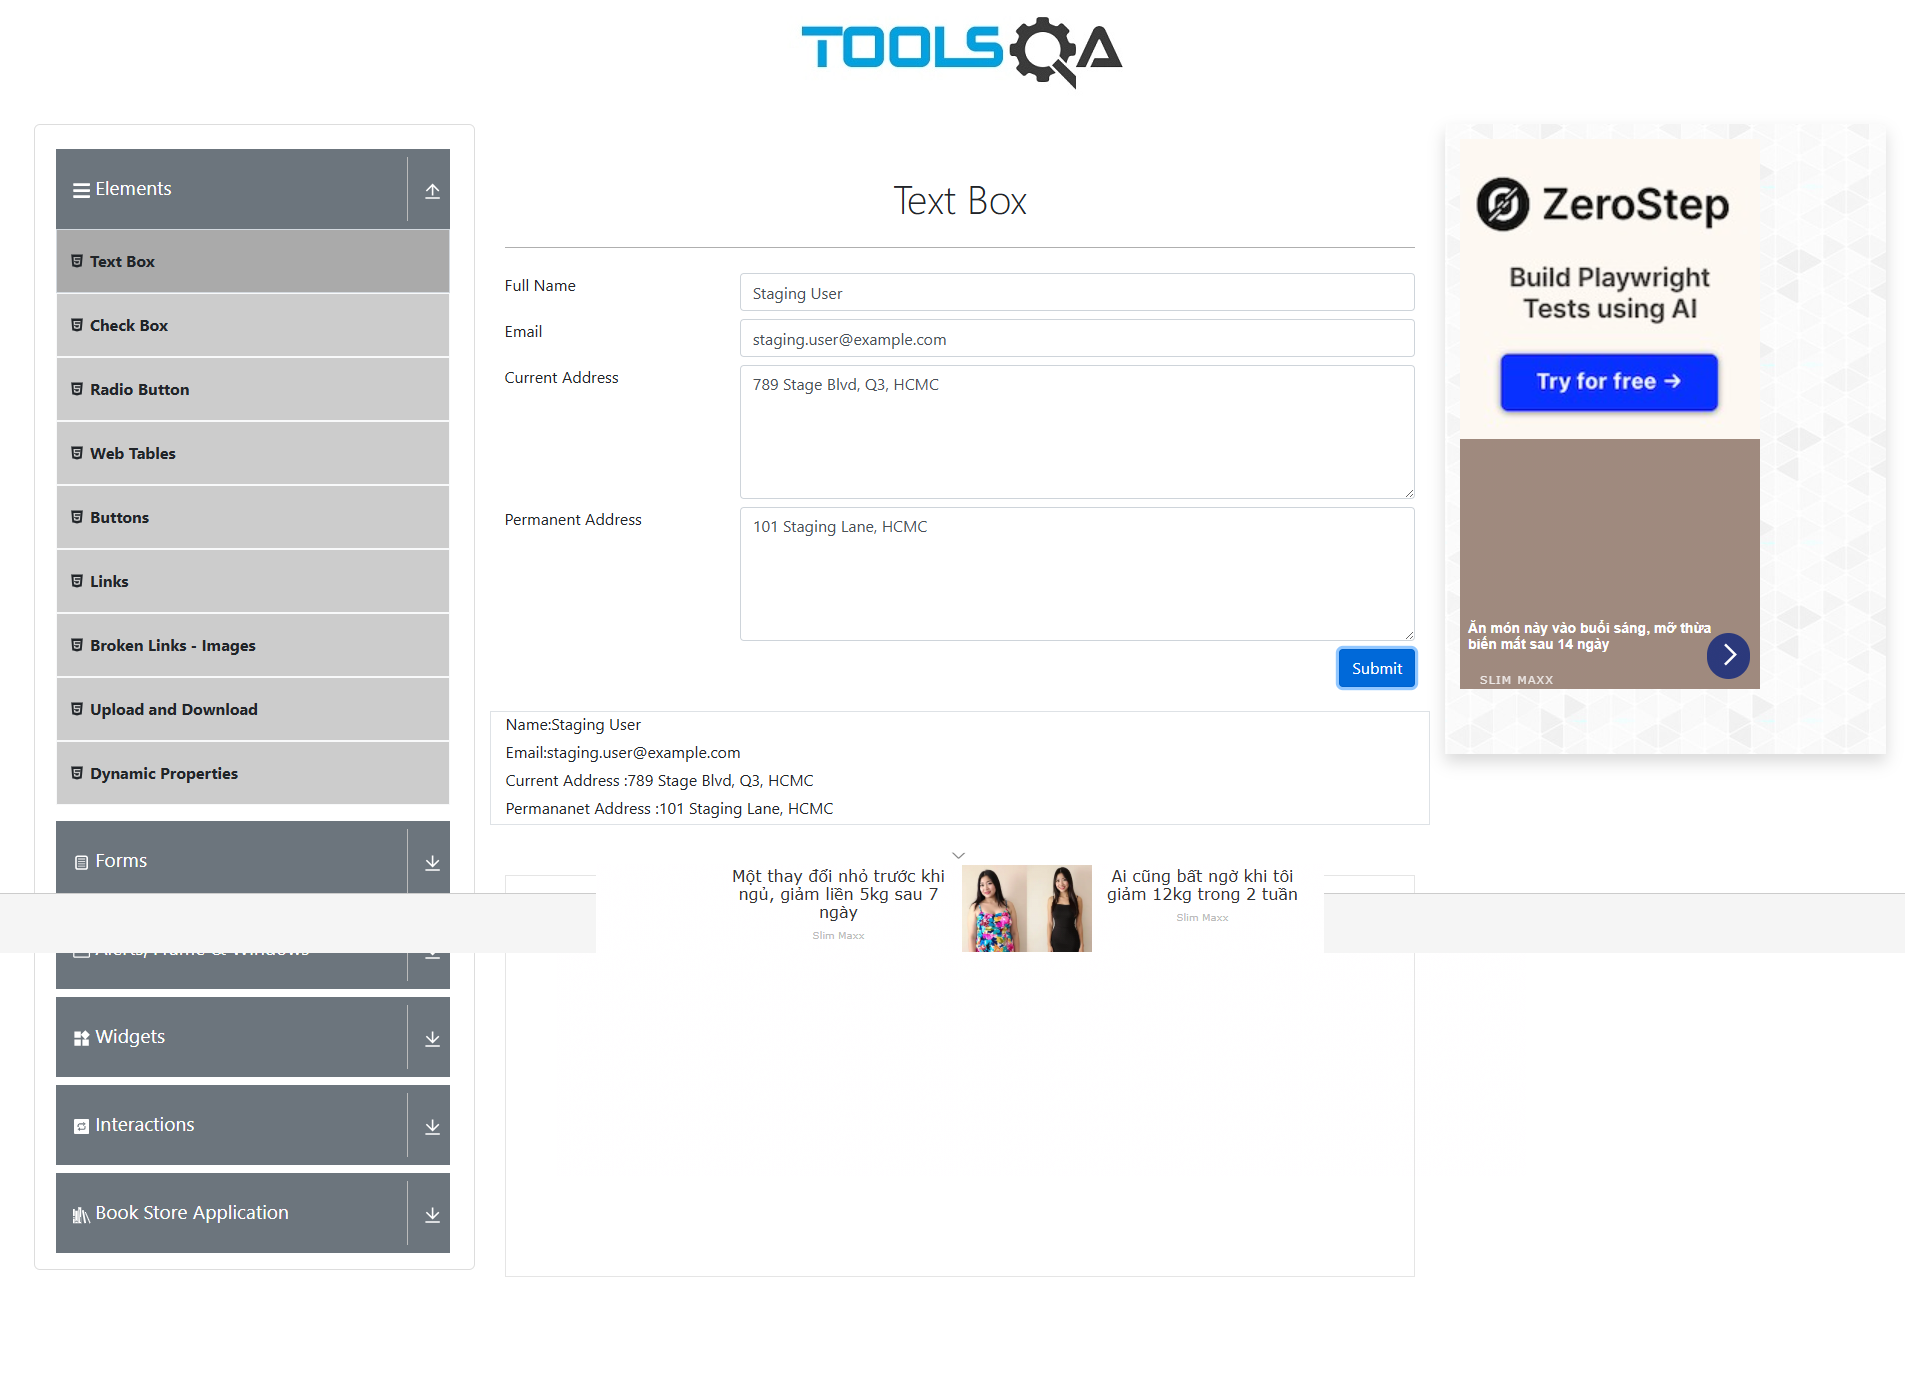 TOOLSQA
Elements
Text Box
Check Box
Radio Button
Web Tables
Buttons
Links
Broken Links - Images
Upload and Download
Dynamic Properties
Forms
Alerts, Frame & Windows
Widgets
Interactions
Book Store Application
Text Box
Full Name
Staging User
Email
staging.user@example.com
Current Address
789 Stage Blvd, Q3, HCMC
Permanent Address
101 Staging Lane, HCMC
Submit
Name:Staging User
Email:staging.user@example.com
Current Address :789 Stage Blvd, Q3, HCMC
Permananet Address :101 Staging Lane, HCMC
Một thay đổi nhỏ trước khi
ngủ, giảm liền 5kg sau 7
ngày
Slim Maxx
Ai cũng bất ngờ khi tôi
giảm 12kg trong 2 tuần
Slim Maxx
ZeroStep
Build Playwright
Tests using AI
Try for free →
Ăn món này vào buổi sáng, mỡ thừa
biến mất sau 14 ngày
SLIM MAXX